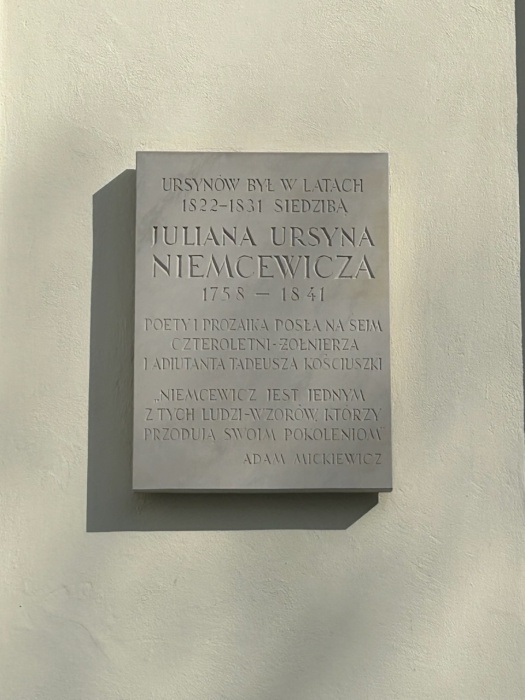 URSYNÓW BYŁ W LATACH
1822–1831 SIEDZIBĄ
JULIANA URSYNA
NIEMCEWICZA
1758 – 1841
POETY I PROZAIKA POSŁA NA SEJM
CZTEROLETNI-ŻOŁNIERZA
I ADIUTANTA TADEUSZA KOŚCIUSZKI
„NIEMCEWICZ JEST JEDNYM
Z TYCH LUDZI-WZORÓW, KTÓRZY
PRZODUJĄ SWOIM POKOLENIOM”
ADAM MICKIEWICZ